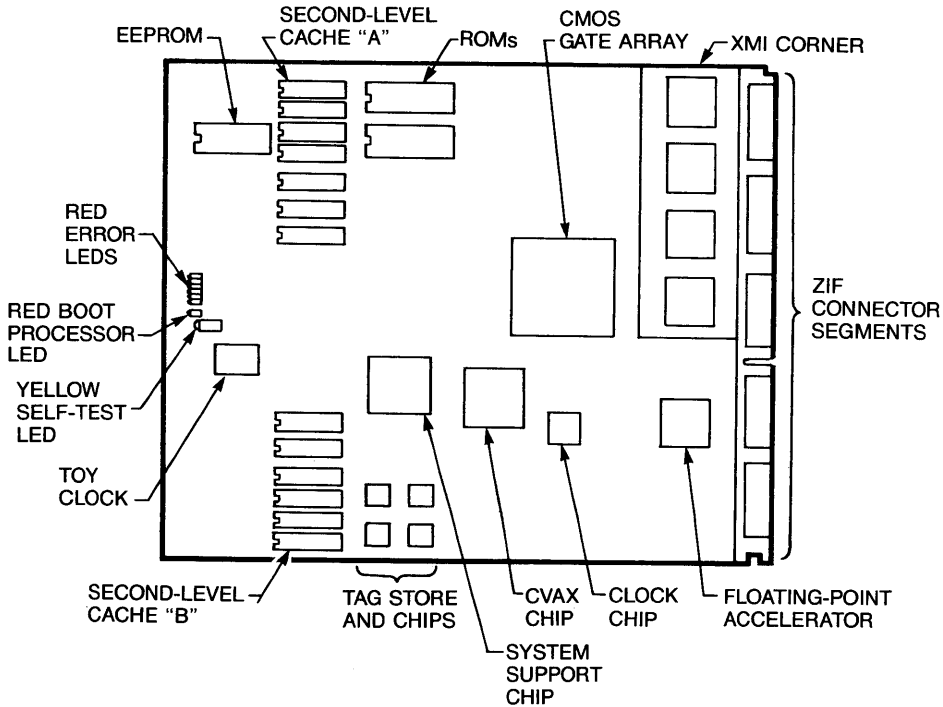 EEPROM
SECOND-LEVEL
CACHE "A"
ROMs
CMOS
GATE ARRAY
XMI CORNER
RED
ERROR
LEDS
RED BOOT
PROCESSOR
LED
YELLOW
SELF-TEST
LED
TOY
CLOCK
ZIF
CONNECTOR
SEGMENTS
SECOND-LEVEL
CACHE "B"
TAG STORE
AND CHIPS
SYSTEM
SUPPORT
CHIP
CVAX
CHIP
CLOCK
CHIP
FLOATING-POINT
ACCELERATOR